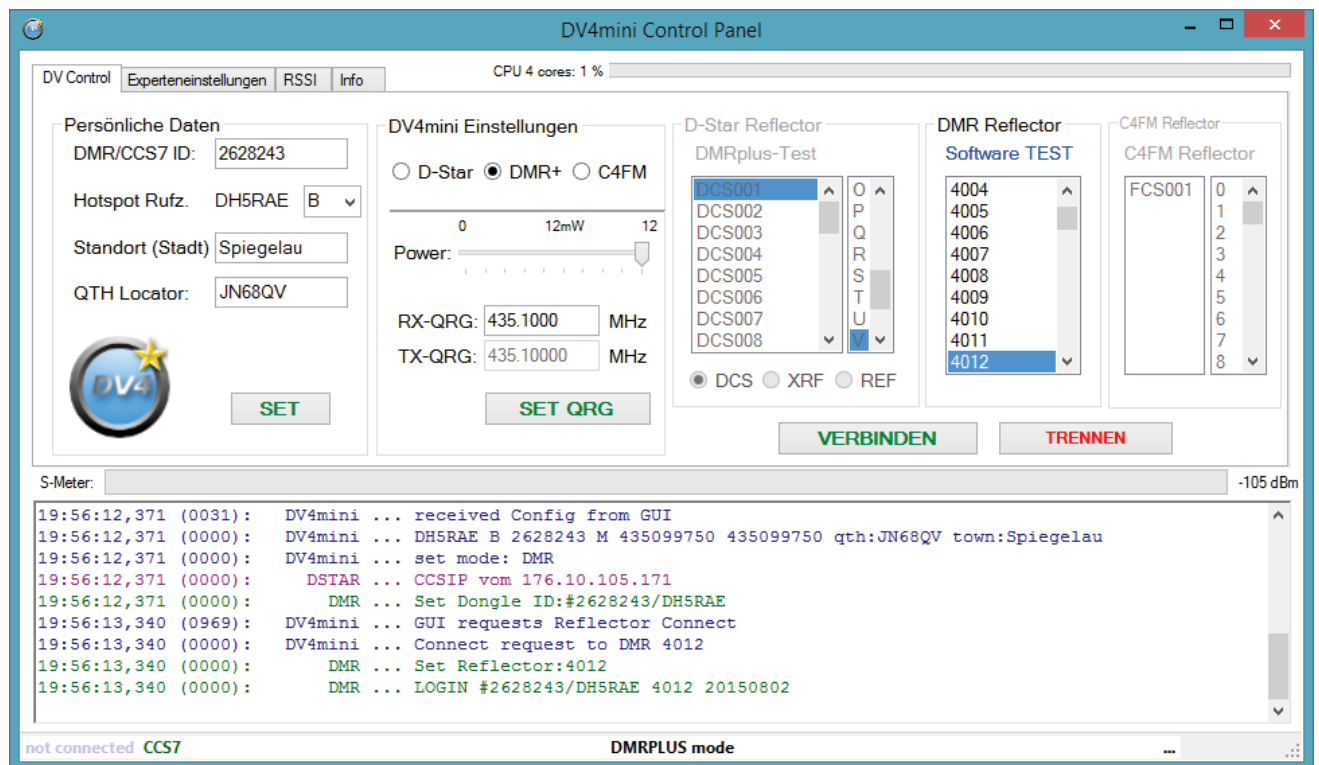 DV4mini Control Panel
DV Control Experteneinstellungen RSSI Info
CPU 4 cores: 1 %
Persönliche Daten
DMR/CCS7 ID: 2628243
Hotspot Rufz. DH5RAE B
Standort (Stadt) Spiegelau
QTH Locator: JN68QV
DV4
SET
DV4mini Einstellungen
D-Star DMR+ C4FM
0 12mW 12
Power:
RX-QRG: 435.1000 MHz
TX-QRG: 435.10000 MHz
SET QRG
D-Star Reflector
DMRplus-Test
DCS001 O
DCS002 P
DCS003 Q
DCS004 R
DCS005 S
DCS006 T
DCS007 U
DCS008 V
DCS XRF REF
DMR Reflector
Software TEST
4004
4005
4006
4007
4008
4009
4010
4011
4012
C4FM Reflector
C4FM Reflector
FCS001 0
1
2
3
4
5
6
7
8
VERBINDEN TRENNEN
S-Meter: -105 dBm
19:56:12,371 (0031): DV4mini ... received Config from GUI
19:56:12,371 (0000): DV4mini ... DH5RAE B 2628243 M 435099750 435099750 qth:JN68QV town:Spiegelau
19:56:12,371 (0000): DV4mini ... set mode: DMR
19:56:12,371 (0000): DSTAR ... CCSIP vom 176.10.105.171
19:56:12,371 (0000): DMR ... Set Dongle ID:#2628243/DH5RAE
19:56:13,340 (0969): DV4mini ... GUI requests Reflector Connect
19:56:13,340 (0000): DV4mini ... Connect request to DMR 4012
19:56:13,340 (0000): DMR ... Set Reflector:4012
19:56:13,340 (0000): DMR ... LOGIN #2628243/DH5RAE 4012 20150802
not connected CCS7 DMRPLUS mode ...